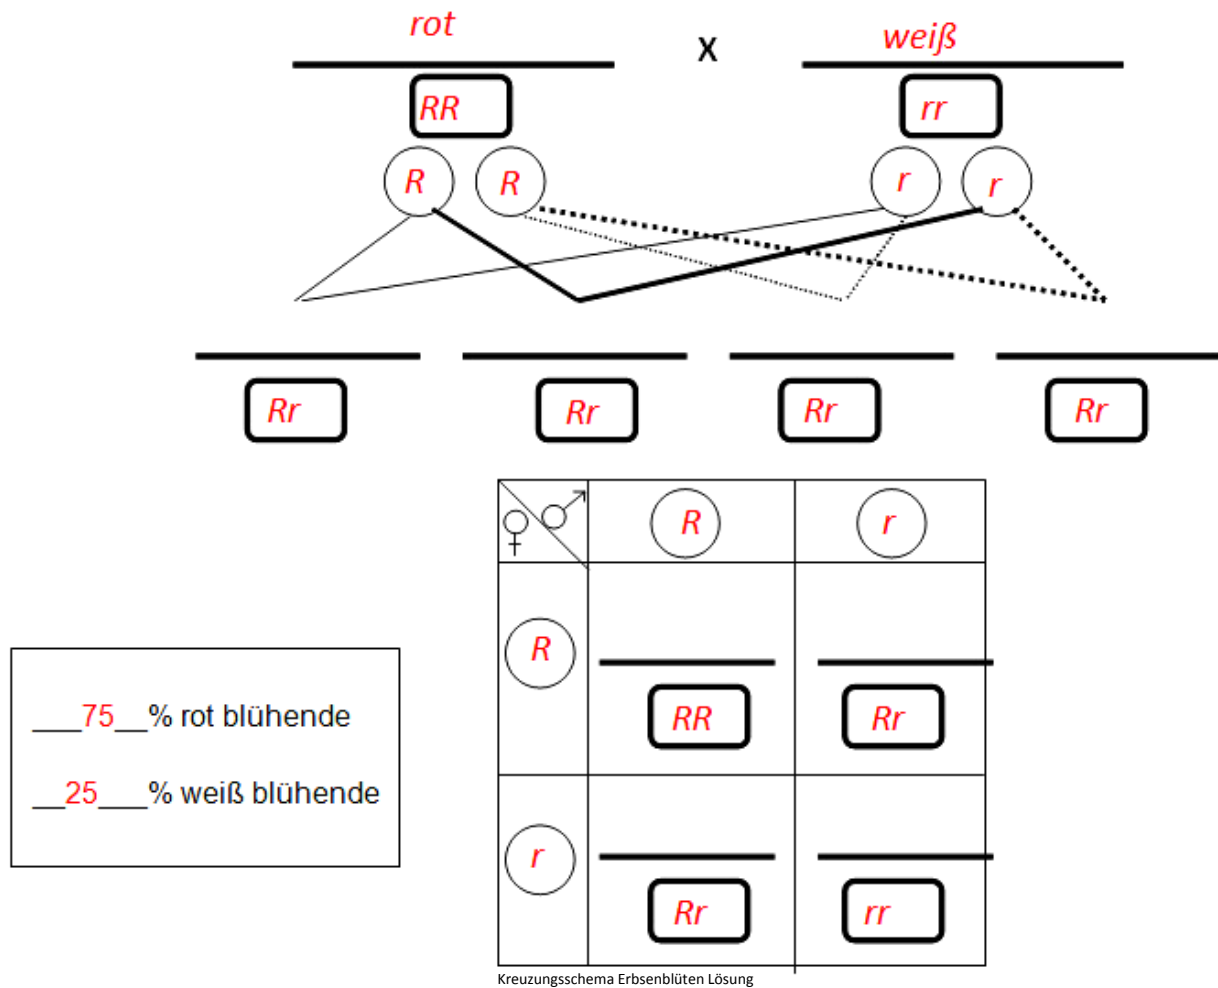 rot X weiß
RR rr
R R r r
Rr Rr Rr Rr
R r
R
RR Rr
___75__% rot blühende
__25___% weiß blühende
r
Rr rr
Kreuzungsschema Erbsenblüten Lösung